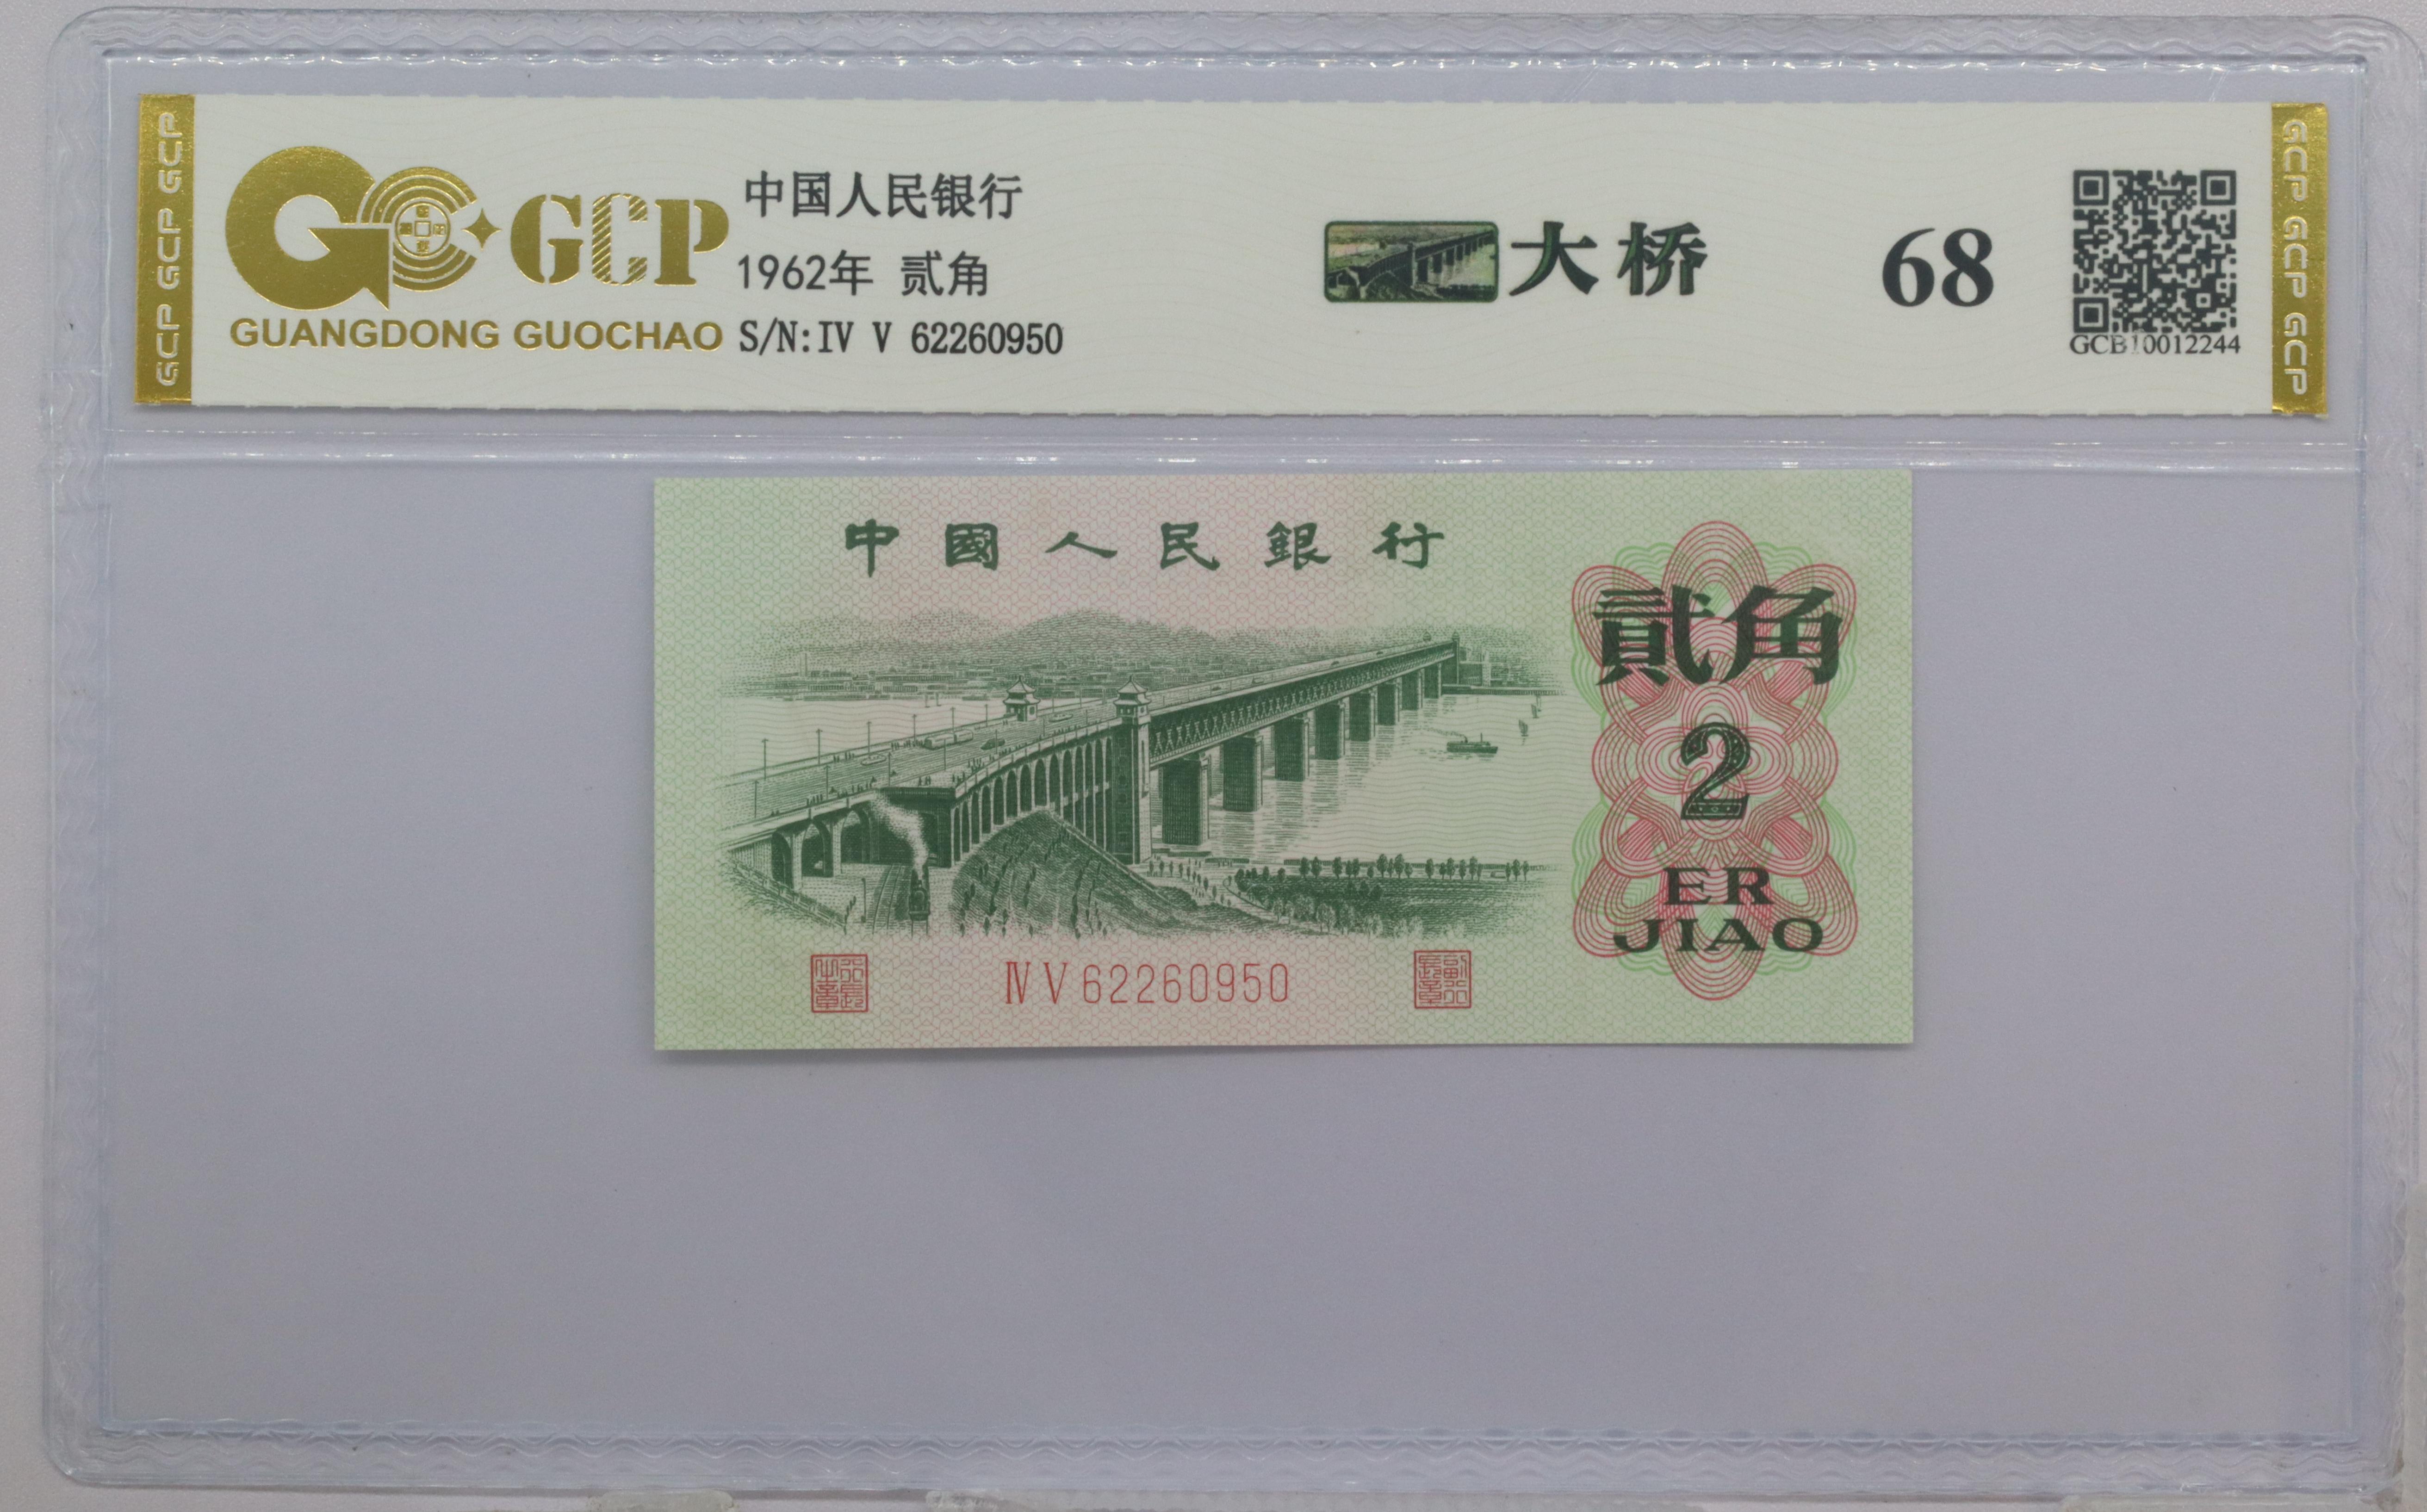 GCP GCP GCP
GCP
GUANGDONG GUOCHAO
中国人民银行
1962年 贰角
S/N:IV V 62260950
大桥
68
GCB10012244
GCP GCP GCP
中國人民銀行
貳角
2
ER
JIAO
ⅣⅤ62260950